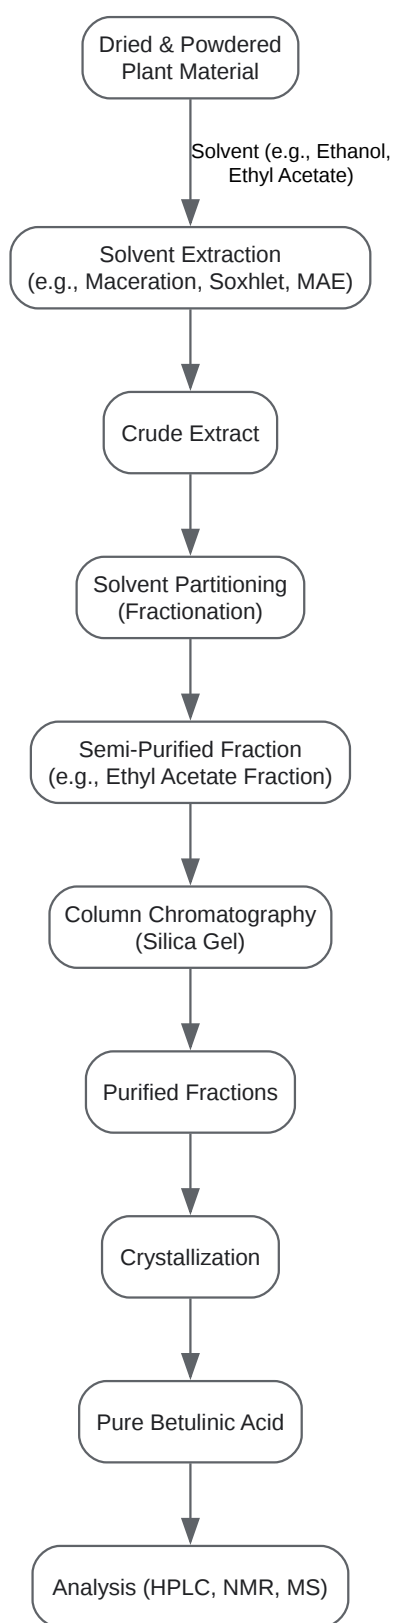 Dried & Powdered
Plant Material
Solvent (e.g., Ethanol,
Ethyl Acetate)
Solvent Extraction
(e.g., Maceration, Soxhlet, MAE)
Crude Extract
Solvent Partitioning
(Fractionation)
Semi-Purified Fraction
(e.g., Ethyl Acetate Fraction)
Column Chromatography
(Silica Gel)
Purified Fractions
Crystallization
Pure Betulinic Acid
Analysis (HPLC, NMR, MS)